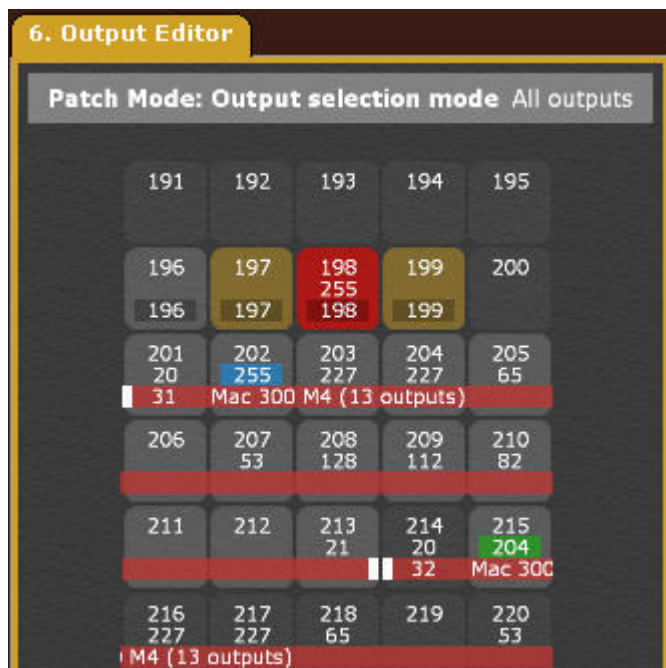 6. Output Editor
Patch Mode: Output selection mode All outputs
191 192 193 194 195
196 197 198 199 200
255
196 197 198 199
201 202 203 204 205
20 255 227 227 65
31 Mac 300 M4 (13 outputs)
206 207 208 209 210
53 128 112 82
211 212 213 214 215
21 20 204
32 Mac 300
216 217 218 219 220
227 227 65 53
) M4 (13 outputs)